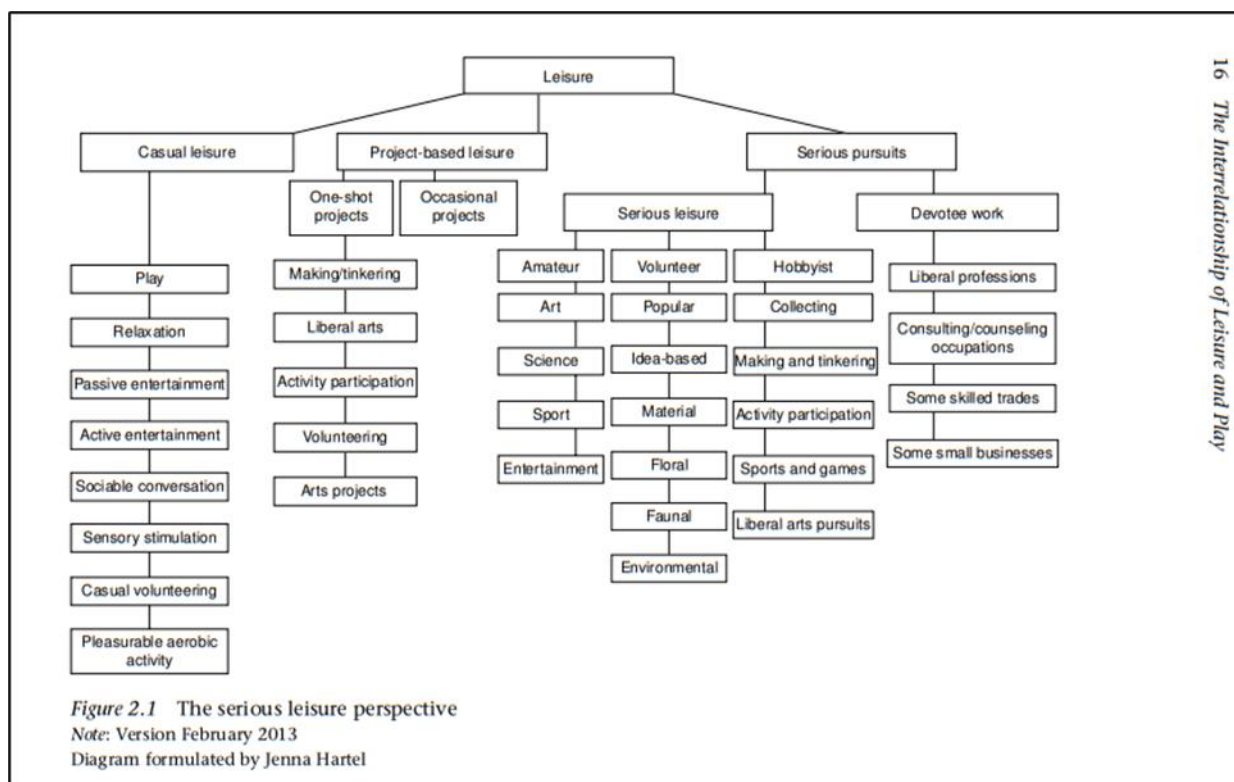 Leisure
Casual leisure
Project-based leisure
Serious pursuits
One-shot
projects
Occasional
projects
Serious leisure
Devotee work
Play
Relaxation
Passive entertainment
Active entertainment
Sociable conversation
Sensory stimulation
Casual volunteering
Pleasurable aerobic
activity
Making/tinkering
Liberal arts
Activity participation
Volunteering
Arts projects
Amateur
Art
Science
Sport
Entertainment
Volunteer
Popular
Idea-based
Material
Floral
Faunal
Environmental
Hobbyist
Collecting
Making and tinkering
Activity participation
Sports and games
Liberal arts pursuits
Liberal professions
Consulting/counseling
occupations
Some skilled trades
Some small businesses
Figure 2.1 The serious leisure perspective
Note: Version February 2013
Diagram formulated by Jenna Hartel
16 The Interrelationship of Leisure and Play